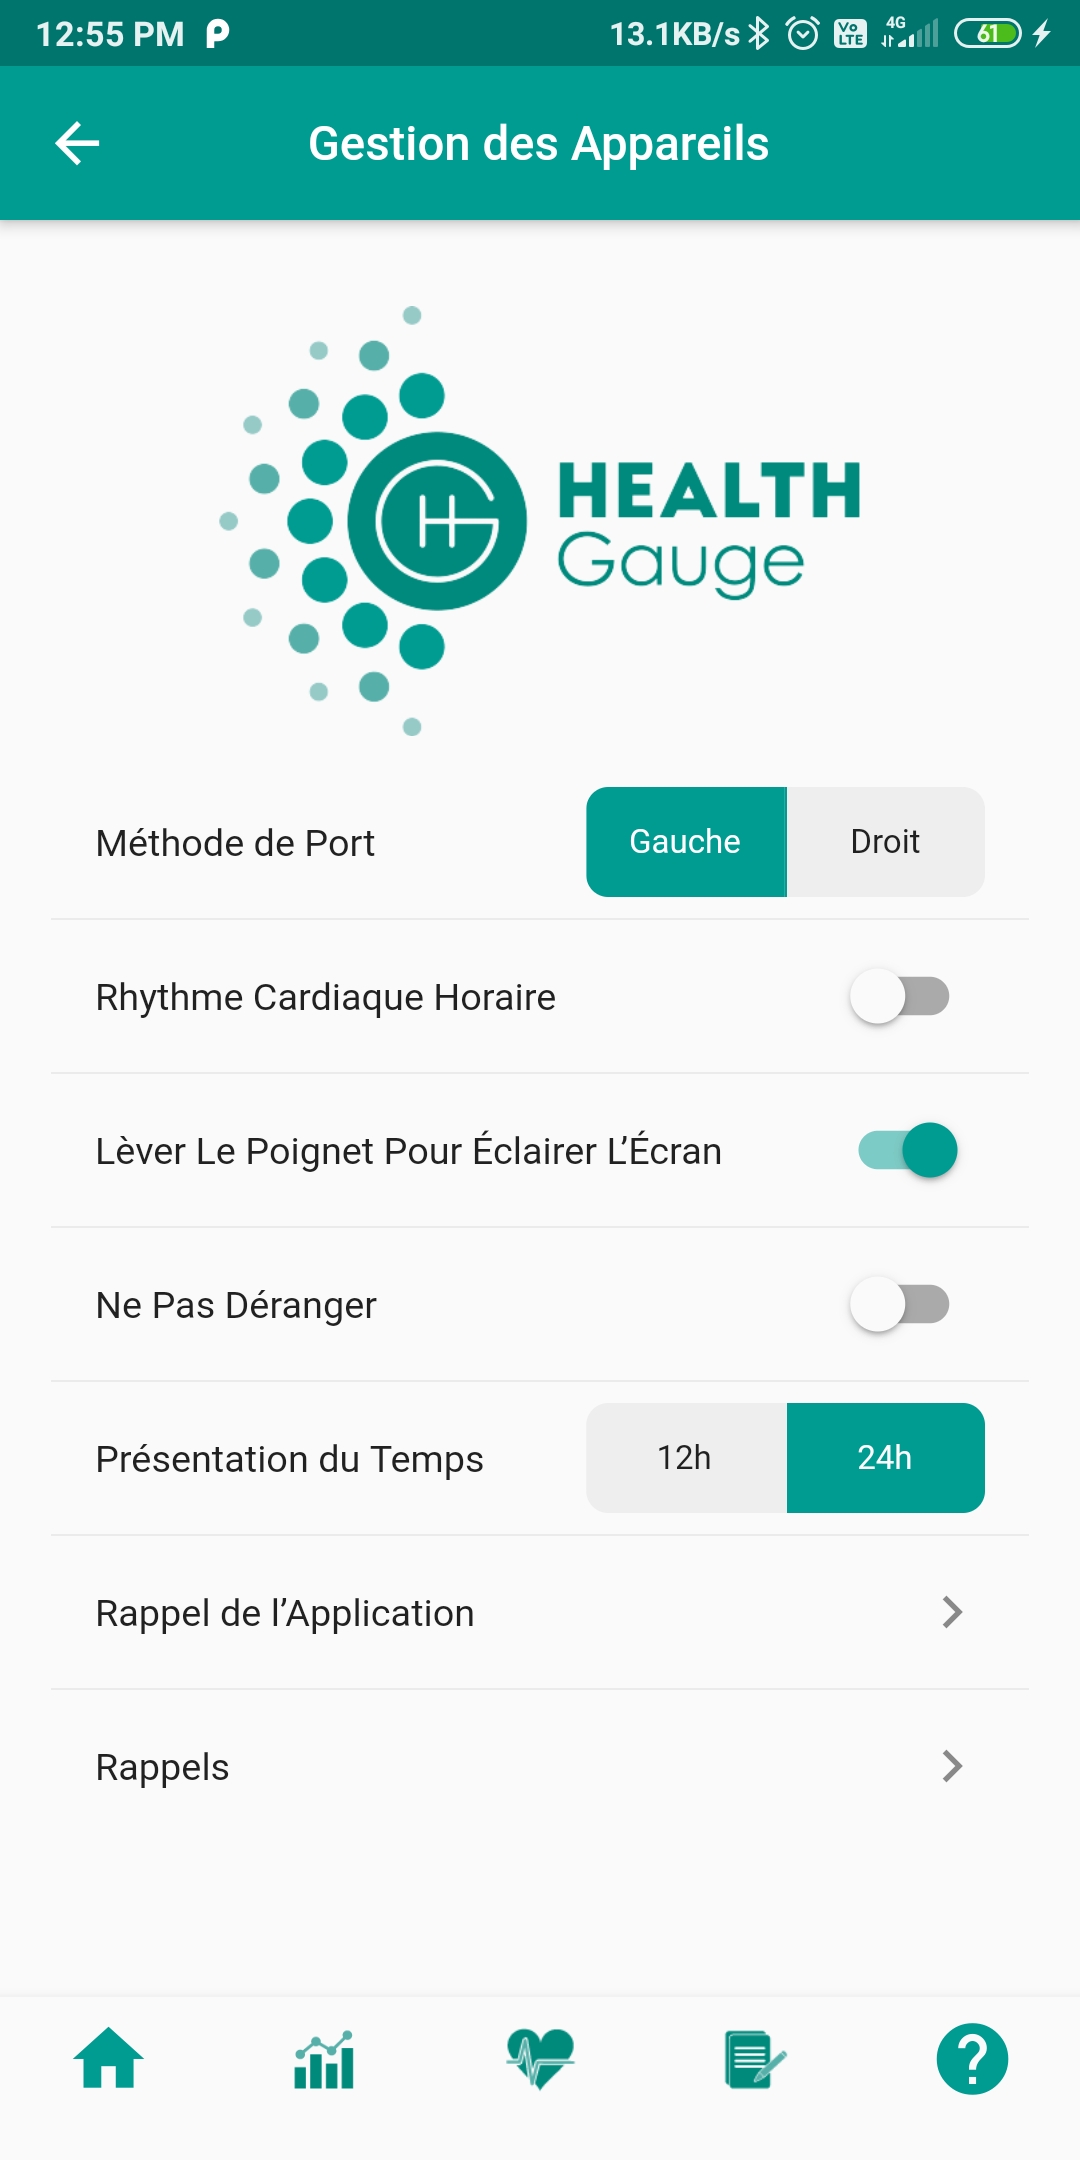 12:55 PM 13.1KB/s Vo LTE 4G 61
Gestion des Appareils
HEALTH
Gauge
Méthode de Port Gauche Droit
Rhythme Cardiaque Horaire
Lèver Le Poignet Pour Éclairer L’Écran
Ne Pas Déranger
Présentation du Temps 12h 24h
Rappel de l’Application
Rappels